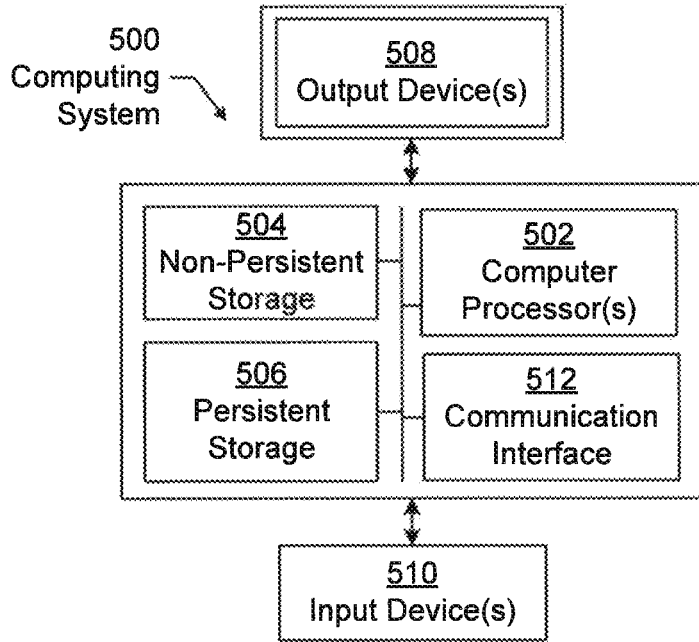 500
Computing
System
508
Output Device(s)
504
Non-Persistent
Storage
502
Computer
Processor(s)
506
Persistent
Storage
512
Communication
Interface
510
Input Device(s)